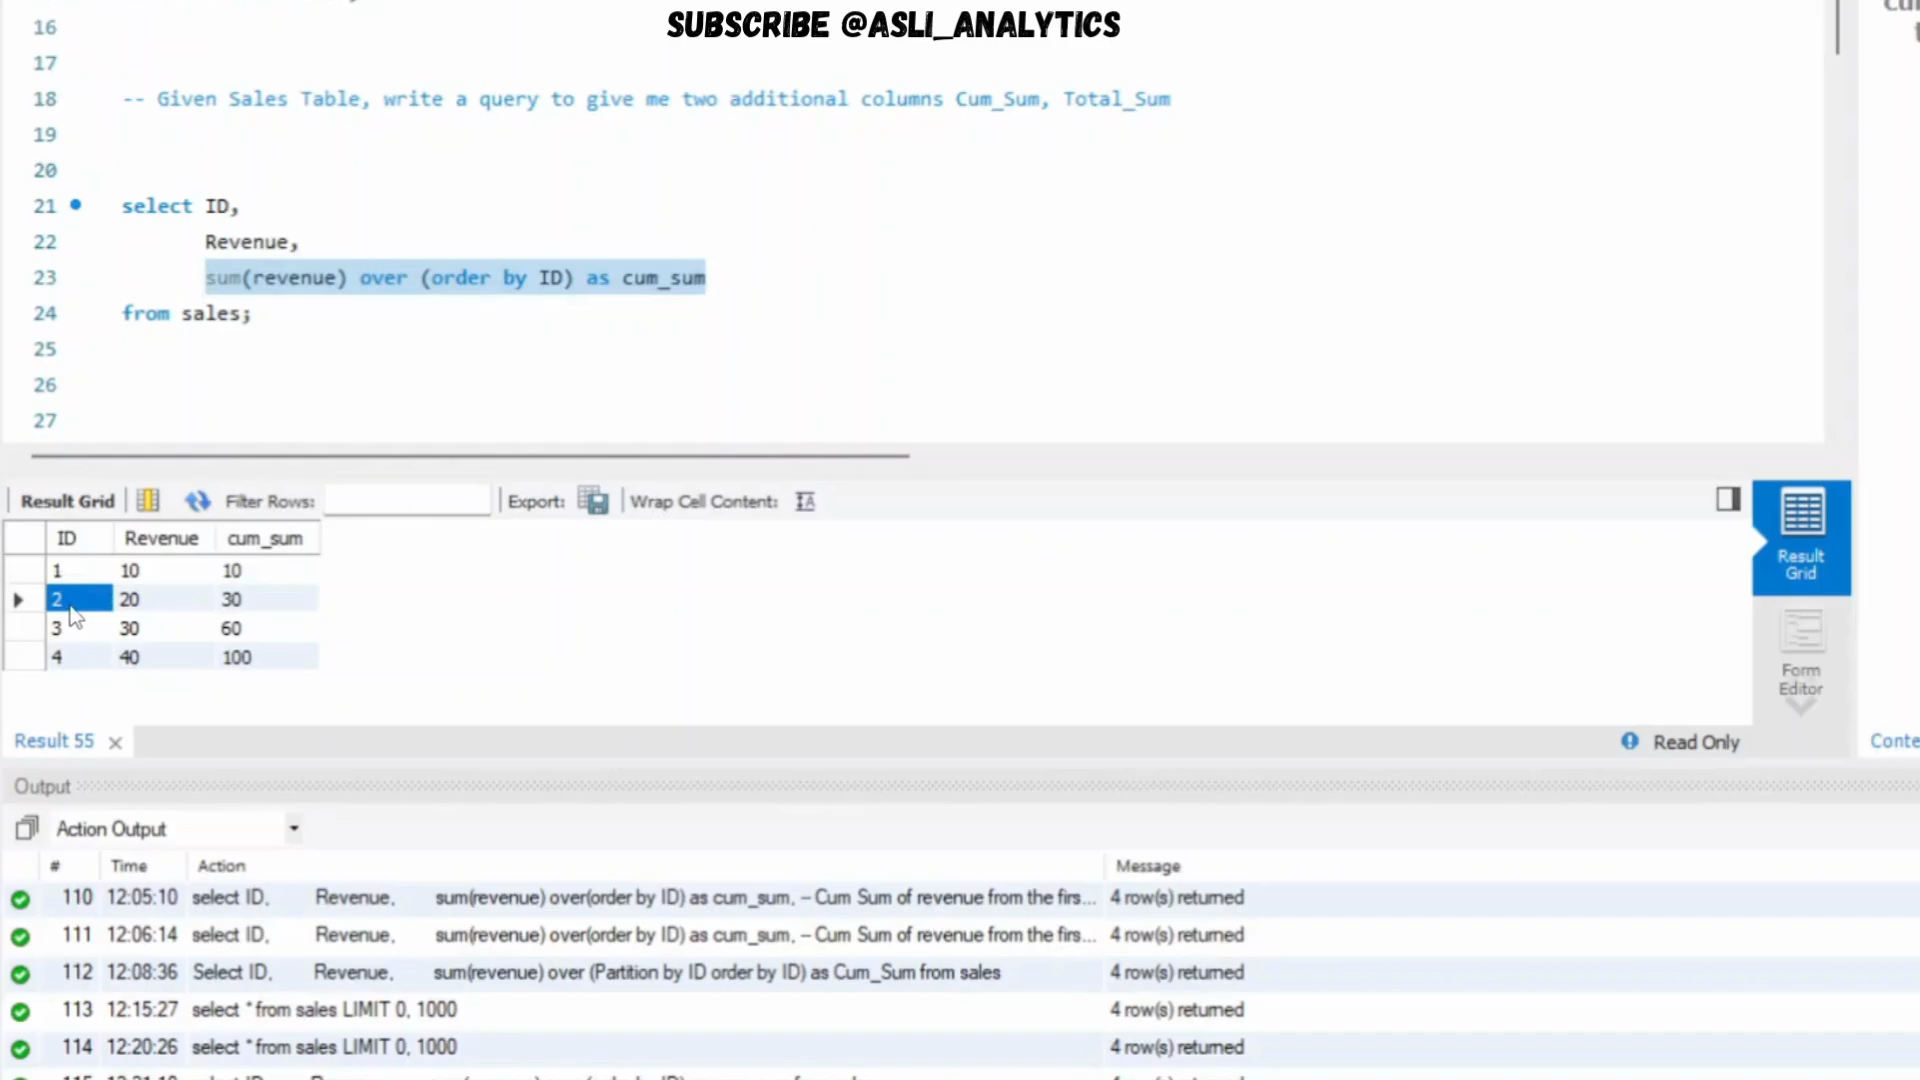 SUBSCRIBE @ASLI_ANALYTICS
16
17
18 -- Given Sales Table, write a query to give me two additional columns Cum_Sum, Total_Sum
19
20
21 select ID,
22 Revenue,
23 sum(revenue) over (order by ID) as cum_sum
24 from sales;
25
26
27
Result Grid Filter Rows: Export: Wrap Cell Content:
ID Revenue cum_sum
1 10 10
2 20 30
3 30 60
4 40 100
Result Grid
Form Editor
Result 55 Read Only
Conte
Output
Action Output
# Time Action Message
110 12:05:10 select ID, Revenue, sum(revenue) over(order by ID) as cum_sum, -- Cum Sum of revenue from the firs... 4 row(s) returned
111 12:06:14 select ID, Revenue, sum(revenue) over(order by ID) as cum_sum, -- Cum Sum of revenue from the firs... 4 row(s) returned
112 12:08:36 Select ID, Revenue, sum(revenue) over (Partition by ID order by ID) as Cum_Sum from sales 4 row(s) returned
113 12:15:27 select * from sales LIMIT 0, 1000 4 row(s) returned
114 12:20:26 select * from sales LIMIT 0, 1000 4 row(s) returned